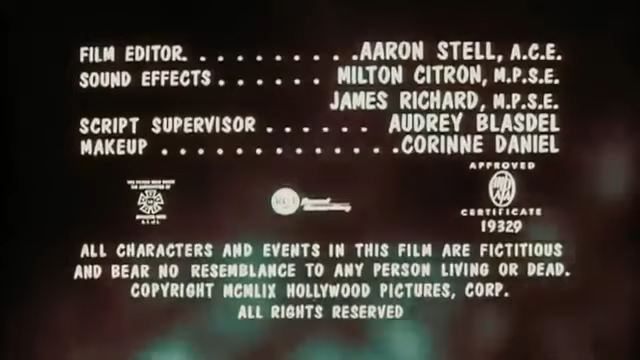 FILM EDITOR. . . . . . . . . .AARON STELL, A.C.E.
SOUND EFFECTS . . . . . . MILTON CITRON, M.P.S.E.
JAMES RICHARD, M.P.S.E.
SCRIPT SUPERVISOR . . . . . . AUDREY BLASDEL
MAKEUP . . . . . . . . . . . . .CORINNE DANIEL
APPROVED
CERTIFICATE
19329
ALL CHARACTERS AND EVENTS IN THIS FILM ARE FICTITIOUS
AND BEAR NO RESEMBLANCE TO ANY PERSON LIVING OR DEAD.
COPYRIGHT MCMLIX HOLLYWOOD PICTURES, CORP.
ALL RIGHTS RESERVED